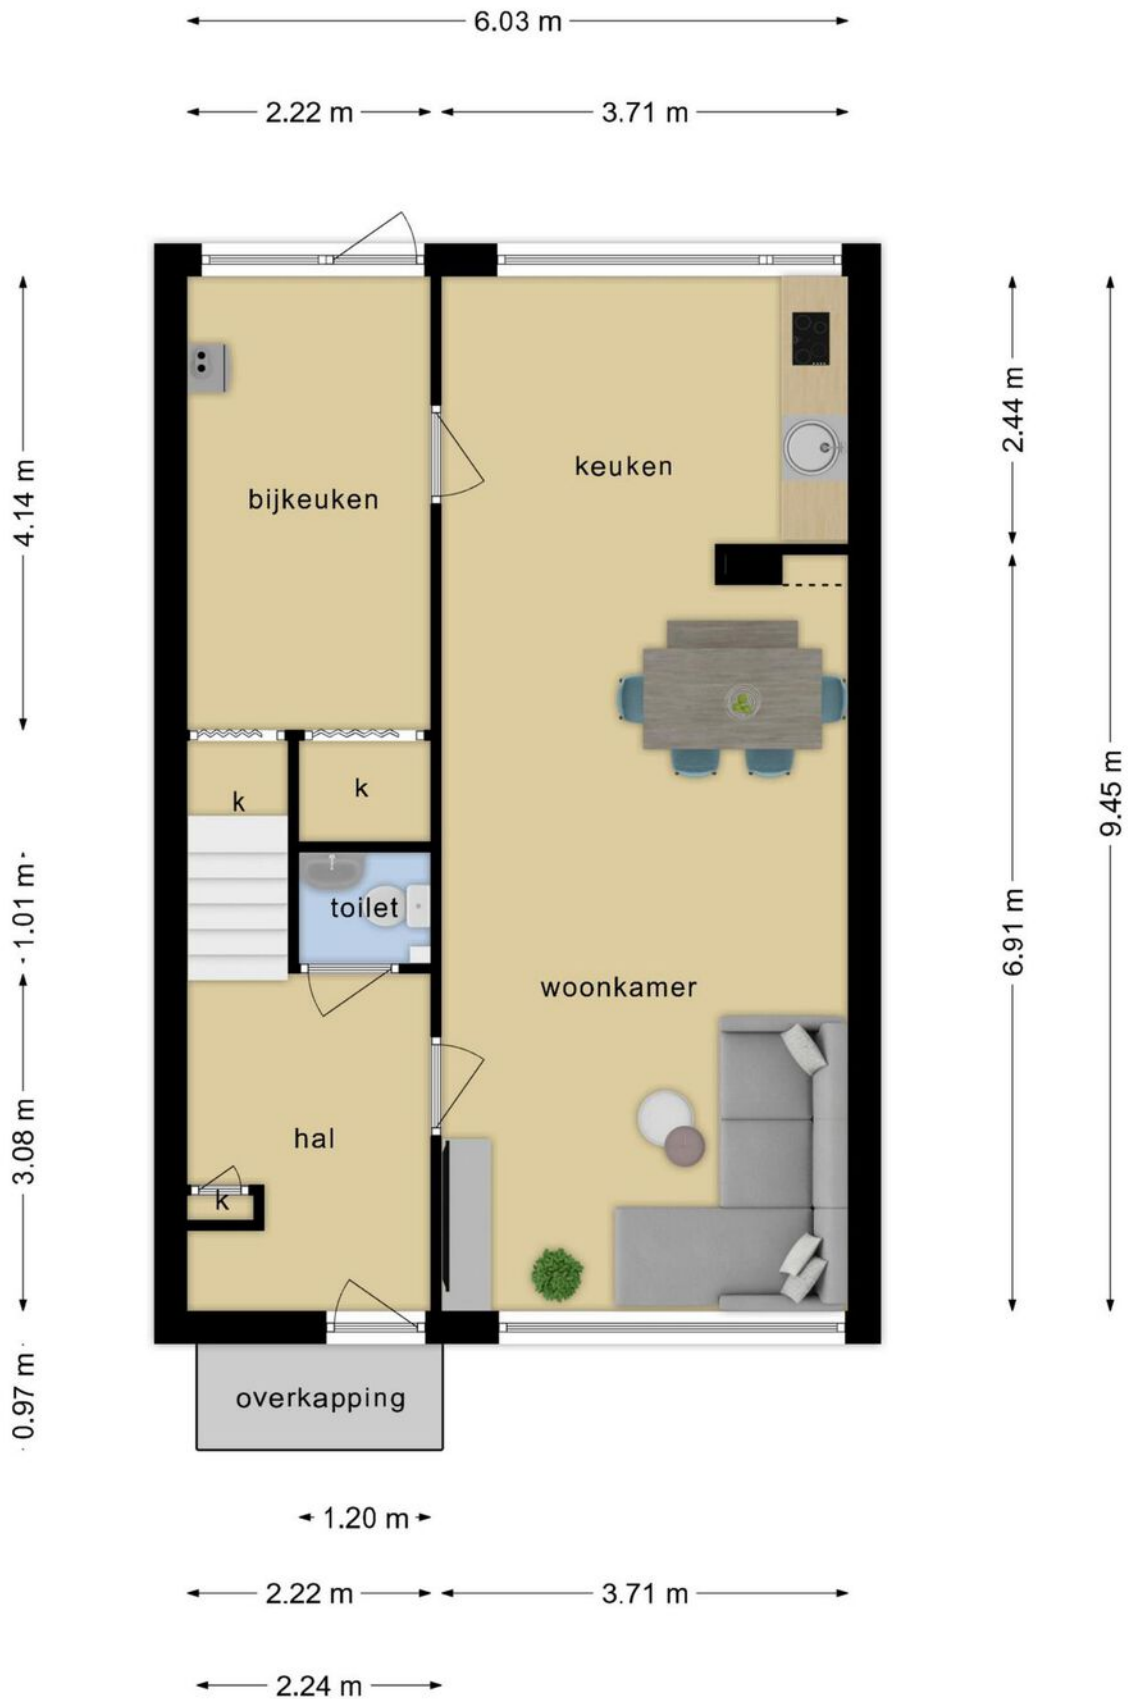 6.03 m
2.22 m
3.71 m
4.14 m
1.01 m
3.08 m
0.97 m
2.44 m
6.91 m
9.45 m
bijkeuken
keuken
k
k
toilet
woonkamer
hal
k
overkapping
1.20 m
2.22 m
3.71 m
2.24 m